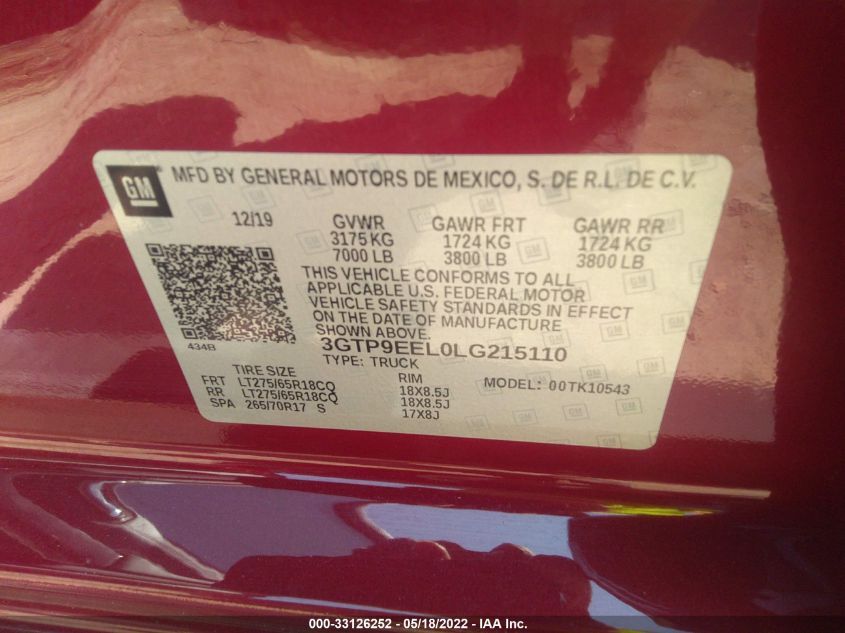 GM
MFD BY GENERAL MOTORS DE MEXICO, S. DE R.L. DE C.V.
12/19 GVWR GAWR FRT GAWR RR
3175 KG 1724 KG 1724 KG
7000 LB 3800 LB 3800 LB
THIS VEHICLE CONFORMS TO ALL
APPLICABLE U.S. FEDERAL MOTOR
VEHICLE SAFETY STANDARDS IN EFFECT
ON THE DATE OF MANUFACTURE
SHOWN ABOVE.
434B
3GTP9EEL0LG215110
TYPE: TRUCK
TIRE SIZE RIM MODEL: 00TK10543
FRT LT275/65R18CQ 18X8.5J
RR LT275/65R18CQ 18X8.5J
SPA 265/70R17 S 17X8J
000-33126252 - 05/18/2022 - IAA Inc.